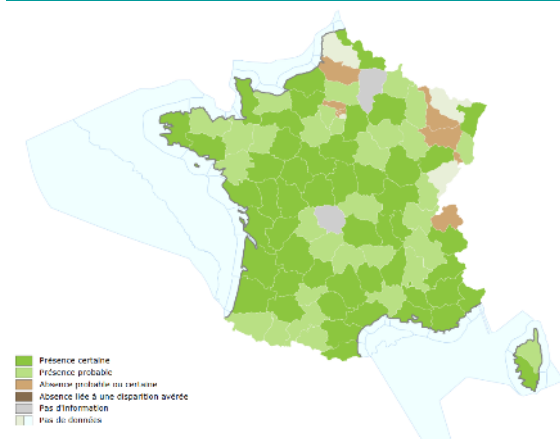 Présence certaine
Présence probable
Absence probable ou certaine
Absence liée à une disparition avérée
Pas d'information
Pas de données